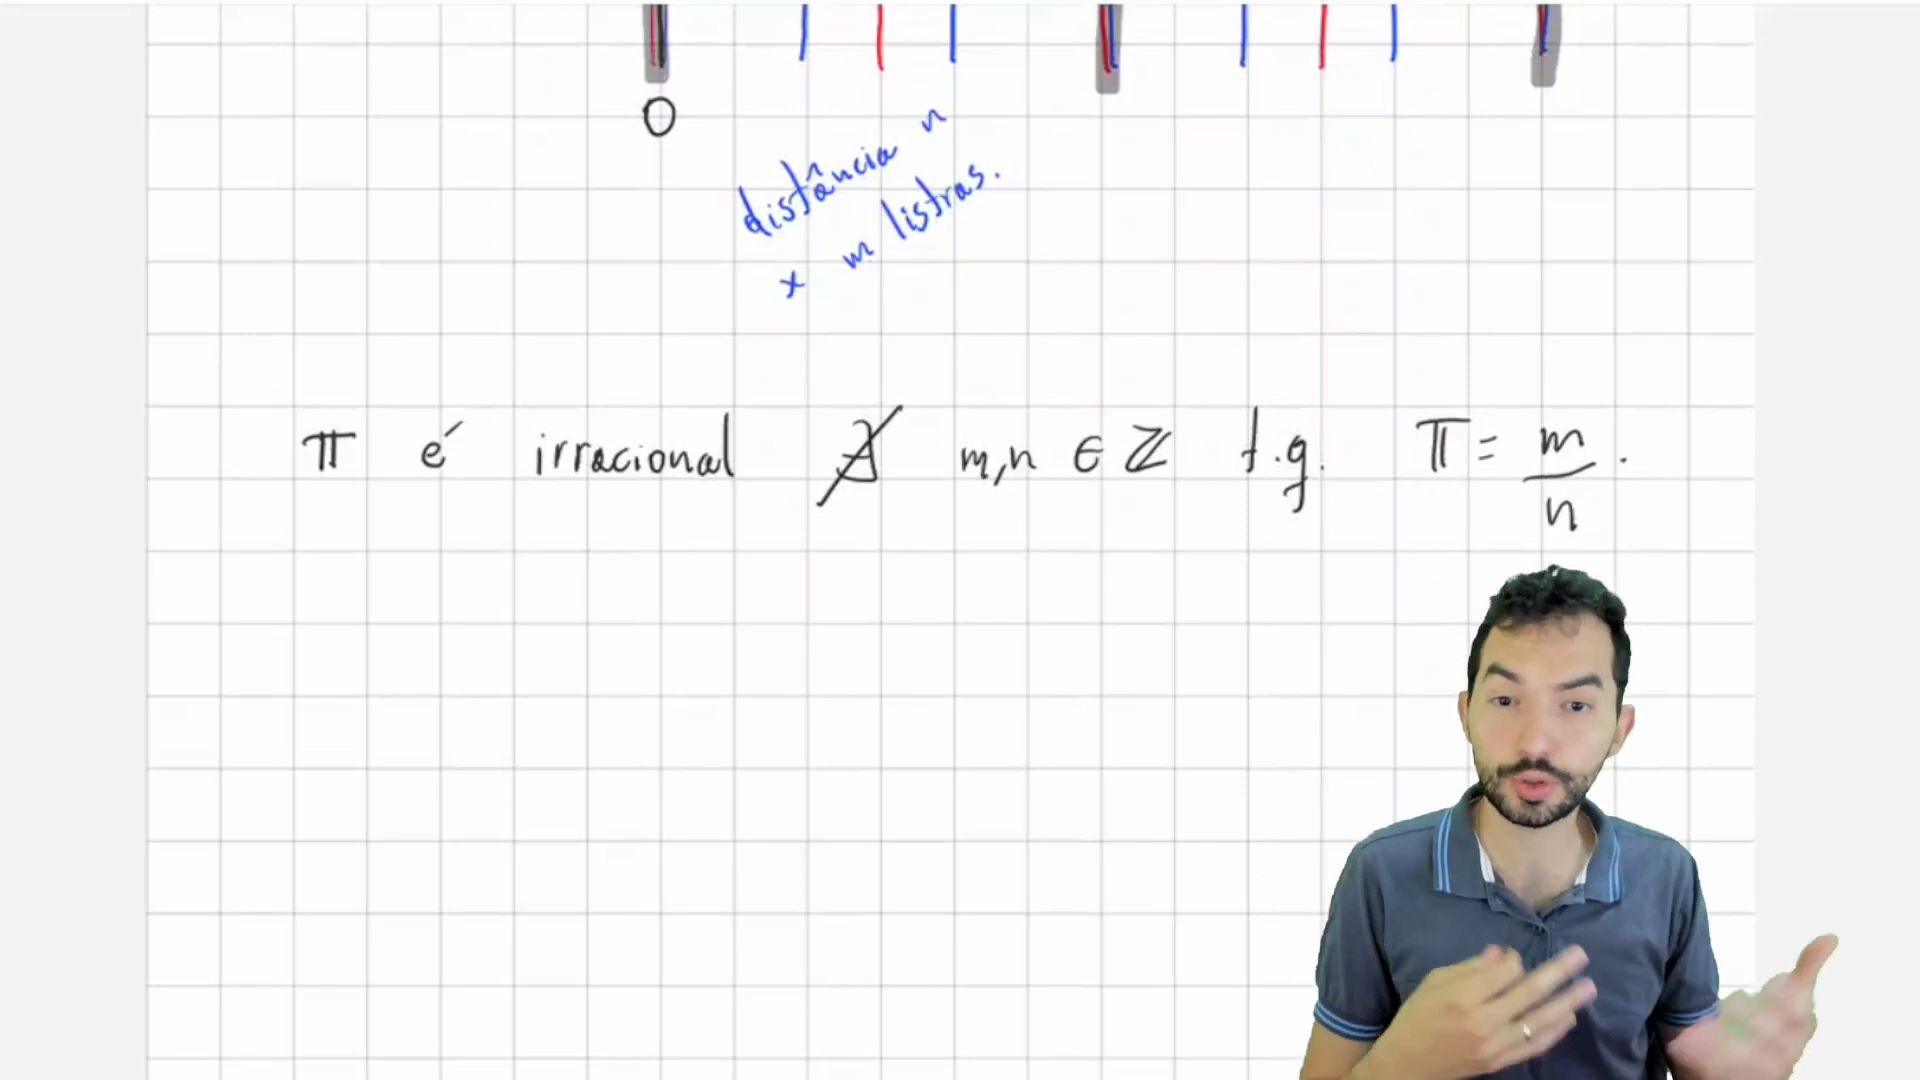 0
distância n
x m listras.
π é irracional ∄ m,n ∈ ℤ t.q. π = m/n.